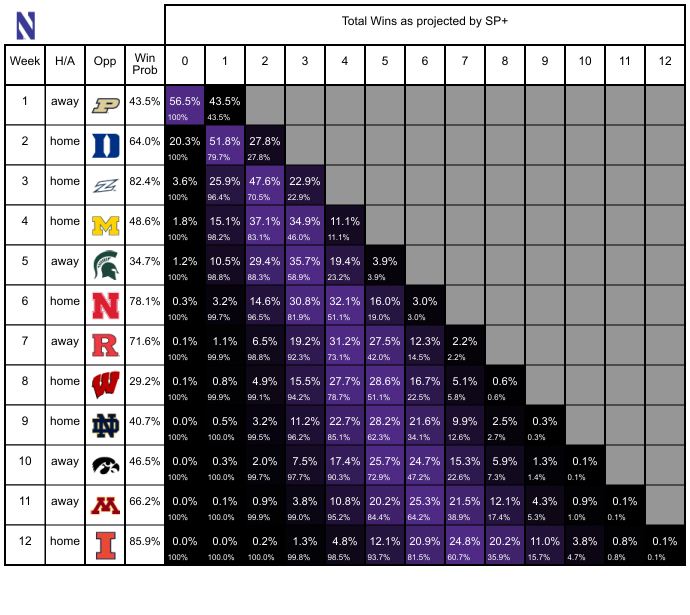 N
Total Wins as projected by SP+
Week H/A Opp Win Prob 0 1 2 3 4 5 6 7 8 9 10 11 12
1 away P 43.5% 56.5% 43.5%
100% 43.5%
2 home D 64.0% 20.3% 51.8% 27.8%
100% 79.7% 27.8%
3 home Z 82.4% 3.6% 25.9% 47.6% 22.9%
100% 96.4% 70.5% 22.9%
4 home M 48.6% 1.8% 15.1% 37.1% 34.9% 11.1%
100% 98.2% 83.1% 46.0% 11.1%
5 away 34.7% 1.2% 10.5% 29.4% 35.7% 19.4% 3.9%
100% 98.8% 88.3% 58.9% 23.2% 3.9%
6 home N 78.1% 0.3% 3.2% 14.6% 30.8% 32.1% 16.0% 3.0%
100% 99.7% 96.5% 81.9% 51.1% 19.0% 3.0%
7 away R 71.6% 0.1% 1.1% 6.5% 19.2% 31.2% 27.5% 12.3% 2.2%
100% 99.9% 98.8% 92.3% 73.1% 42.0% 14.5% 2.2%
8 home W 29.2% 0.1% 0.8% 4.9% 15.5% 27.7% 28.6% 16.7% 5.1% 0.6%
100% 99.9% 99.1% 94.2% 78.7% 51.1% 22.5% 5.8% 0.6%
9 home ND 40.7% 0.0% 0.5% 3.2% 11.2% 22.7% 28.2% 21.6% 9.9% 2.5% 0.3%
100% 100.0% 99.5% 96.2% 85.1% 62.3% 34.1% 12.6% 2.7% 0.3%
10 away 46.5% 0.0% 0.3% 2.0% 7.5% 17.4% 25.7% 24.7% 15.3% 5.9% 1.3% 0.1%
100% 100.0% 99.7% 97.7% 90.3% 72.9% 47.2% 22.6% 7.3% 1.4% 0.1%
11 away M 66.2% 0.0% 0.1% 0.9% 3.8% 10.8% 20.2% 25.3% 21.5% 12.1% 4.3% 0.9% 0.1%
100% 100.0% 99.9% 99.0% 95.2% 84.4% 64.2% 38.9% 17.4% 5.3% 1.0% 0.1%
12 home I 85.9% 0.0% 0.0% 0.2% 1.3% 4.8% 12.1% 20.9% 24.8% 20.2% 11.0% 3.8% 0.8% 0.1%
100% 100.0% 100.0% 99.8% 98.5% 93.7% 81.5% 60.7% 35.9% 15.7% 4.7% 0.8% 0.1%